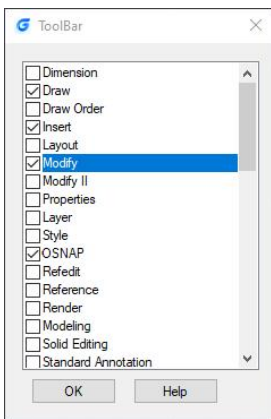 ToolBar
Dimension
Draw
Draw Order
Insert
Layout
Modify
Modify II
Properties
Layer
Style
OSNAP
Refedit
Reference
Render
Modeling
Solid Editing
Standard Annotation
OK Help